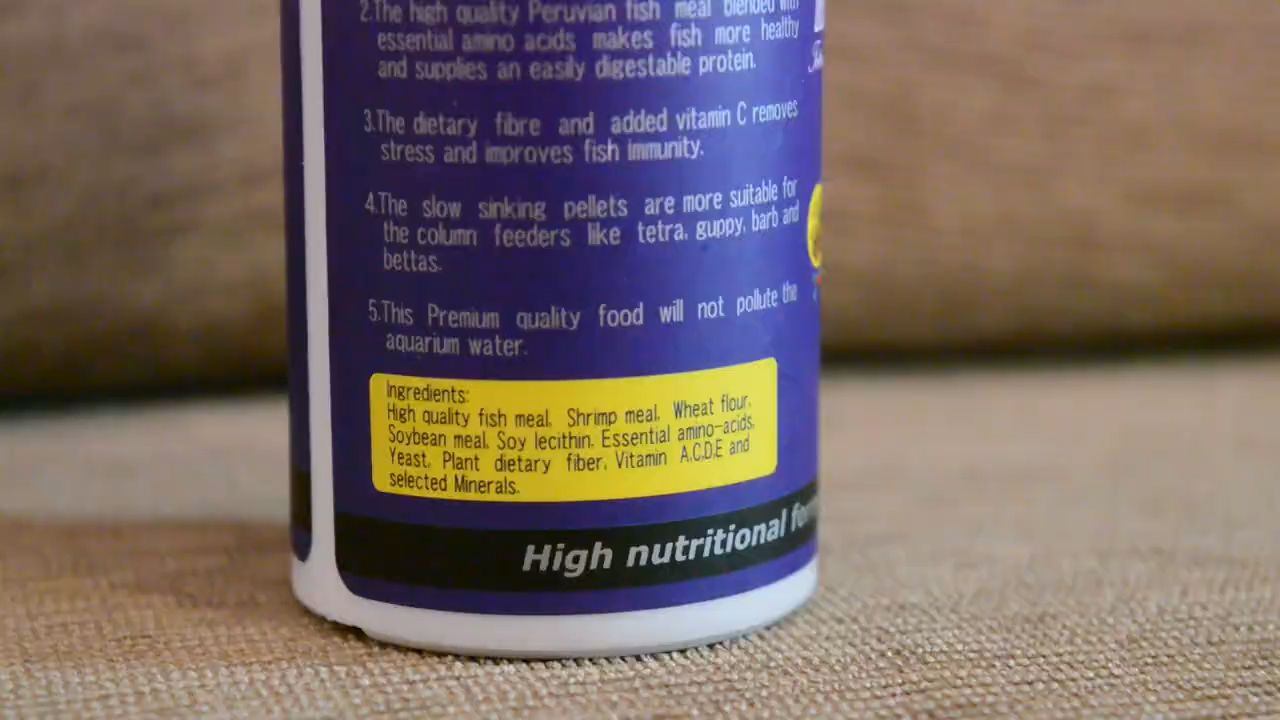 2.The high quality Peruvian fish meal blended with
essential amino acids makes fish more healthy
and supplies an easily digestable protein.
3.The dietary fibre and added vitamin C removes
stress and improves fish immunity.
4.The slow sinking pellets are more suitable for
the column feeders like tetra, guppy, barb and
bettas.
5.This Premium quality food will not pollute the
aquarium water.
Ingredients:
High quality fish meal, Shrimp meal, Wheat flour,
Soybean meal, Soy lecithin, Essential amino-acids,
Yeast, Plant dietary fiber, Vitamin A,C,D,E and
selected Minerals.
High nutritional